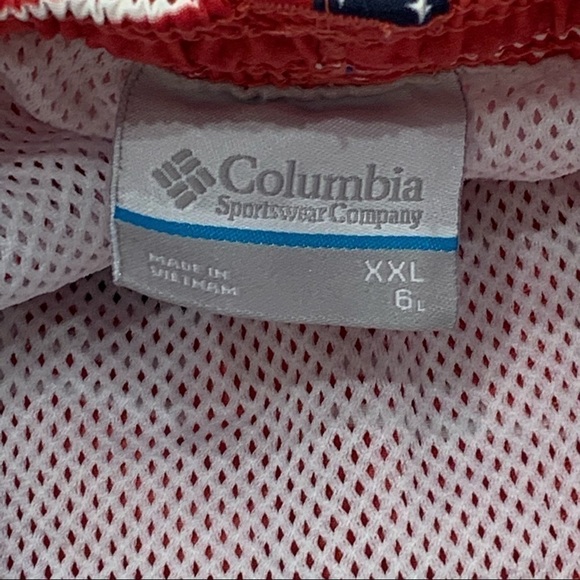 Columbia
Sportswear Company
MADE IN
VIETNAM
XXL
6L